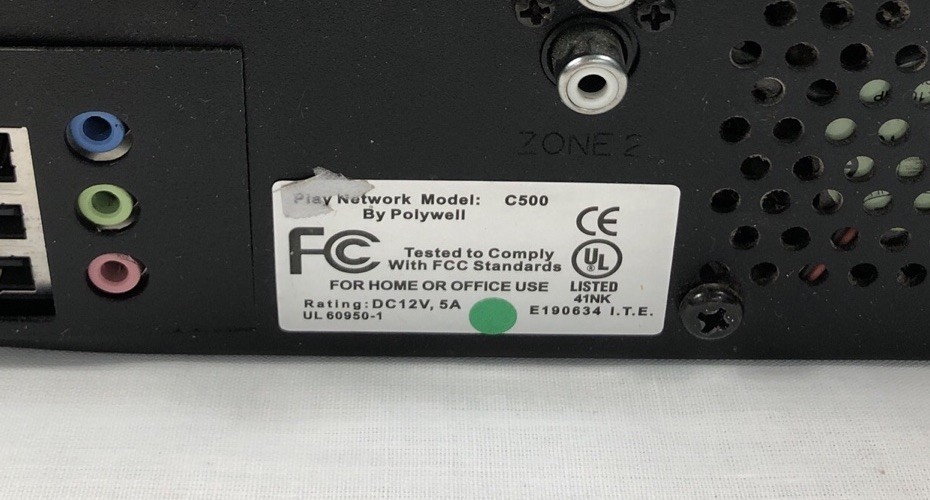 ZONE 2
Play Network Model: C500
By Polywell
CE
FC
Tested to Comply
With FCC Standards
UL
LISTED
41NK
FOR HOME OR OFFICE USE
Rating: DC12V, 5A
UL 60950-1
E190634 I.T.E.